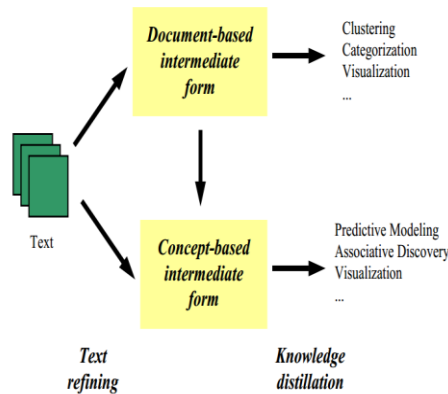 Document-based
intermediate
form
Clustering
Categorization
Visualization
...
Text
Concept-based
intermediate
form
Predictive Modeling
Associative Discovery
Visualization
...
Text
refining
Knowledge
distillation